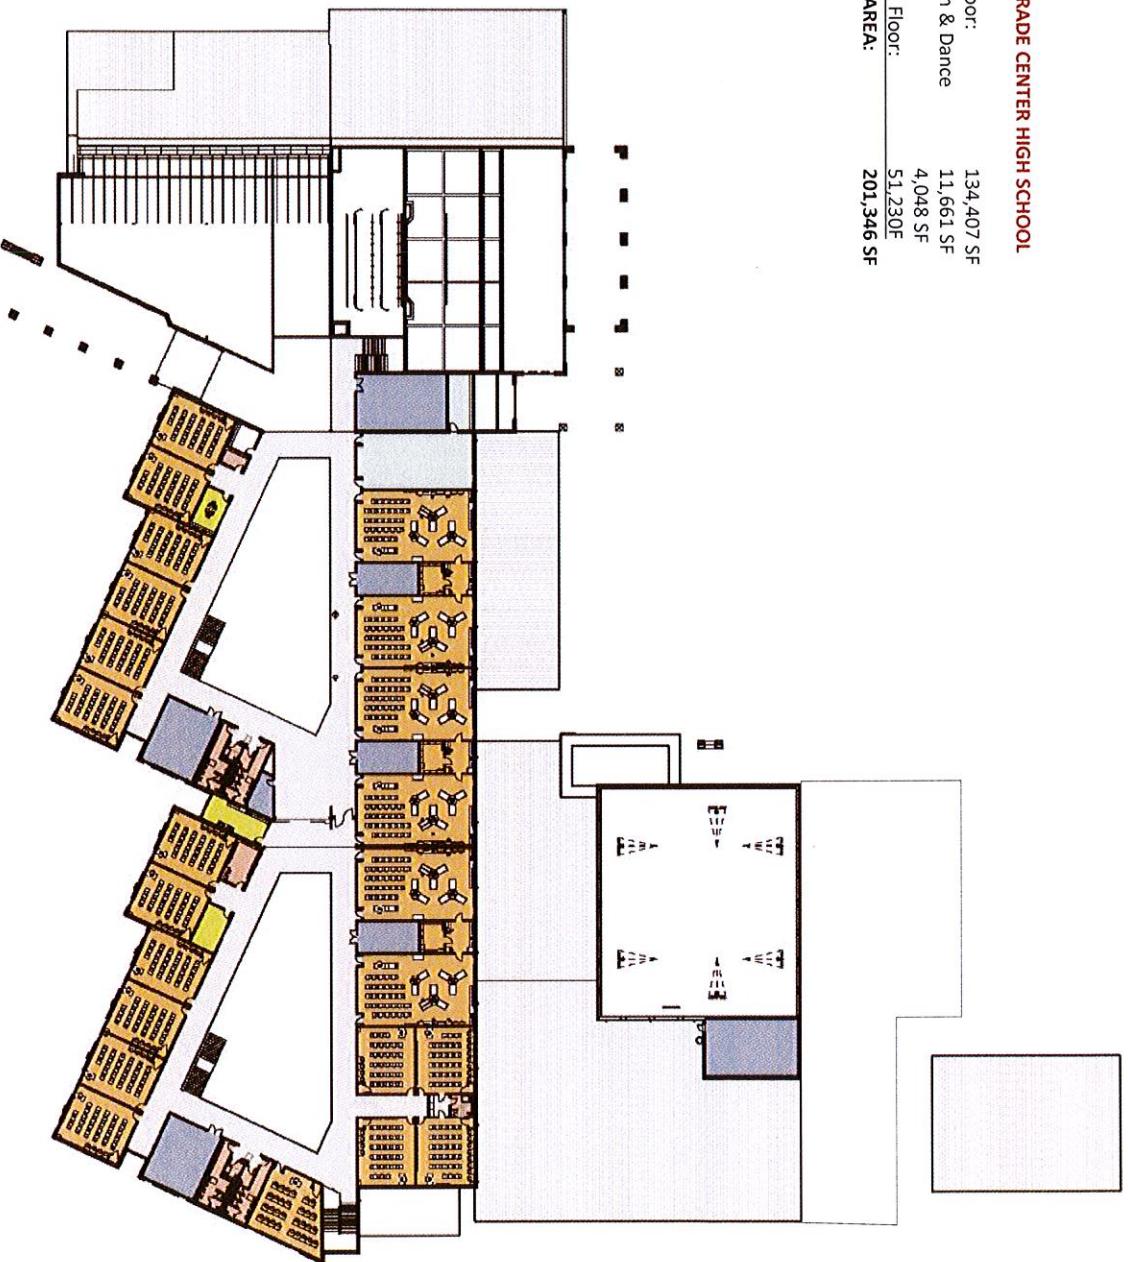 RADE CENTER HIGH SCHOOL
oor: 134,407 SF
n & Dance 11,661 SF
4,048 SF
Floor: 51,230F
AREA: 201,346 SF